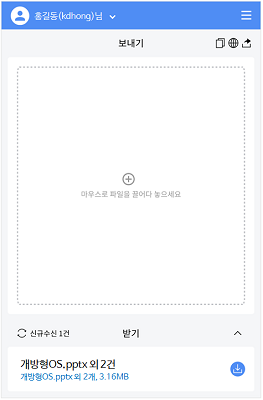 홍길동(kdhong)님
보내기
마우스로 파일을 끌어다 놓으세요
신규수신 1건
받기
개방형OS.pptx 외 2건
개방형OS.pptx 외 2개, 3.16MB